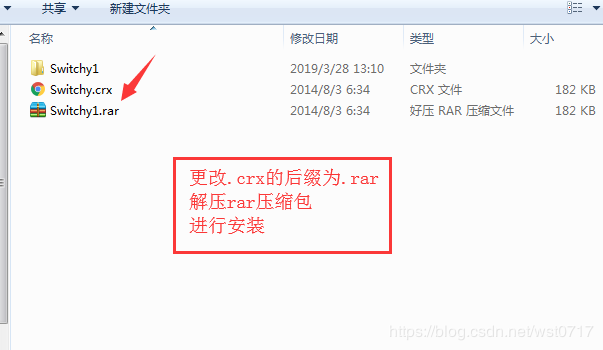 共享 新建文件夹
名称 修改日期 类型 大小
Switchy1 2019/3/28 13:10 文件夹
Switchy.crx 2014/8/3 6:34 CRX 文件 182 KB
Switchy1.rar 2014/8/3 6:34 好压 RAR 压缩文件 182 KB
更改.crx的后缀为.rar
解压rar压缩包
进行安装
https://blog.csdn.net/wst0717